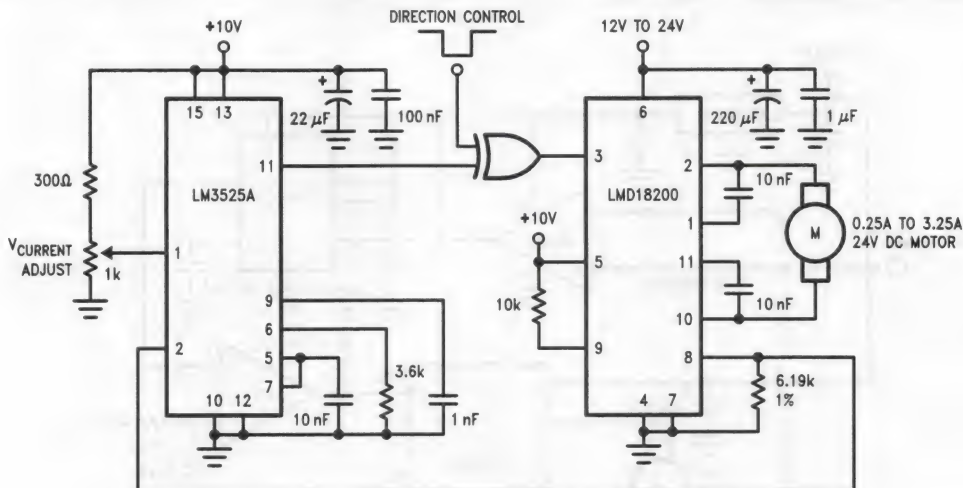 DIRECTION CONTROL
+10V
12V TO 24V
15 13
+
22 µF
100 nF
6
+
220 µF
1 µF
11
3
2
10 nF
300Ω
LM3525A
LMD18200
+10V
1
M
0.25A TO 3.25A
24V DC MOTOR
VCURRENT
ADJUST
1k
1
5
11
9
10k
10 nF
10
2
6
9
8
5
3.6k
6.19k
1%
7
10 12
10 nF
1 nF
4 7